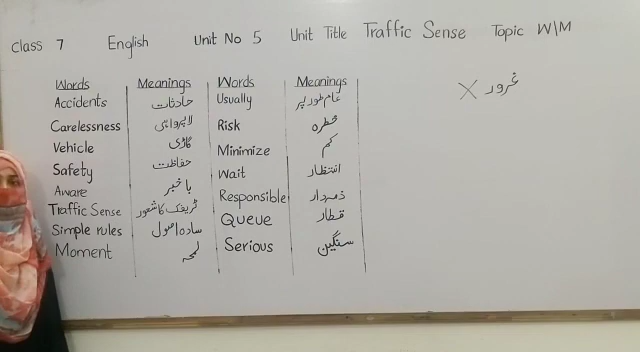 Class 7 English Unit No 5 Unit Title Traffic Sense Topic W\M
Words Meanings Words Meanings
Accidents حادثات Usually عام طور پر
Carelessness لاپرواہی Risk خطرہ
Vehicle گاڑی Minimize کم
Safety حفاظت Wait انتظار
Aware باخبر Responsible ذمہ دار
Traffic Sense ٹریفک کا شعور Queue قطار
Simple rules سادہ اصول Serious سنگین
Moment لمحہ
غرور X